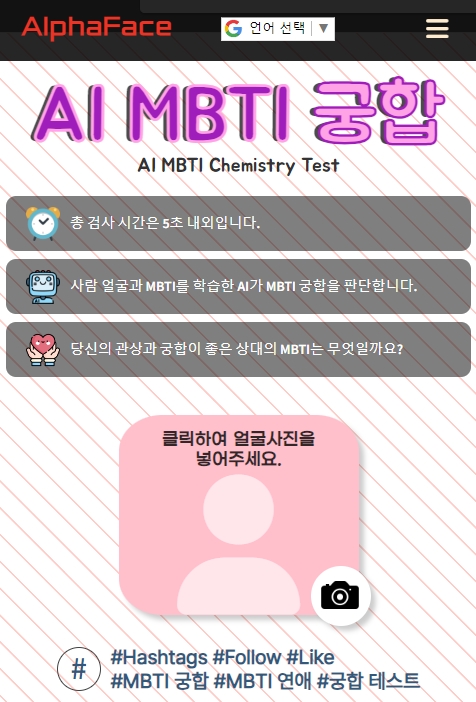 AlphaFace
G 언어 선택 ▼
AI MBTI 궁합
AI MBTI Chemistry Test
총 검사 시간은 5초 내외입니다.
사람 얼굴과 MBTI를 학습한 AI가 MBTI 궁합을 판단합니다.
당신의 관상과 궁합이 좋은 상대의 MBTI는 무엇일까요?
클릭하여 얼굴사진을
넣어주세요.
#
#Hashtags #Follow #Like
#MBTI 궁합 #MBTI 연애 #궁합 테스트